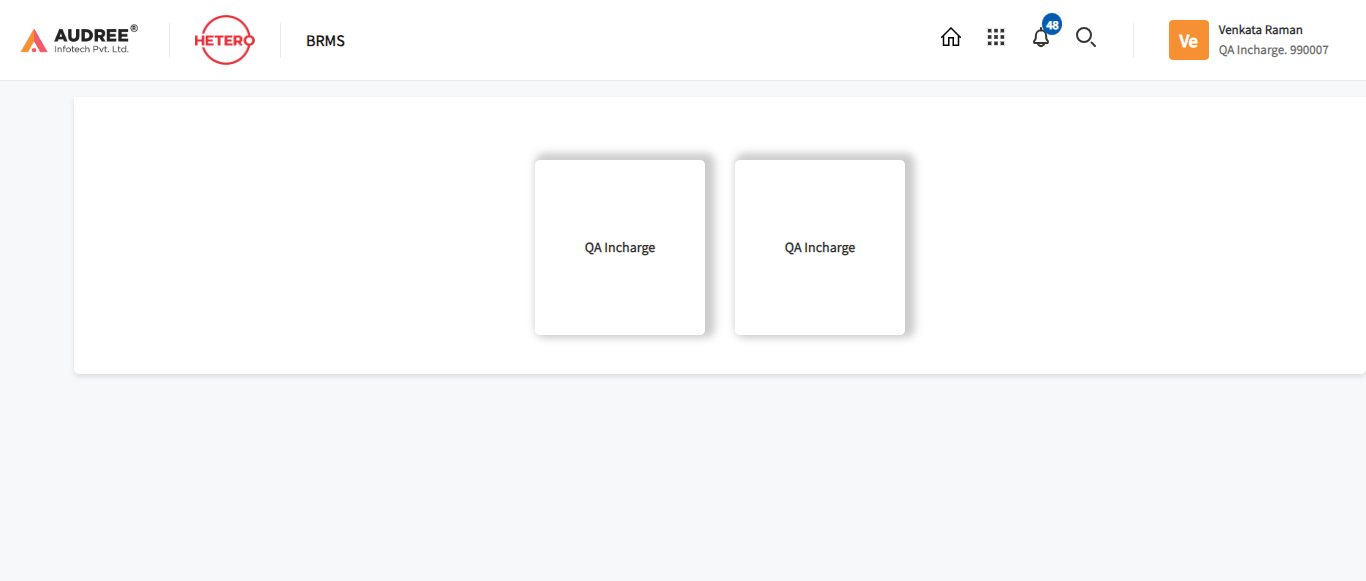 AUDREE®
Infotech Pvt. Ltd.
HETERO
BRMS
48
Ve
Venkata Raman
QA Incharge. 990007
QA Incharge
QA Incharge